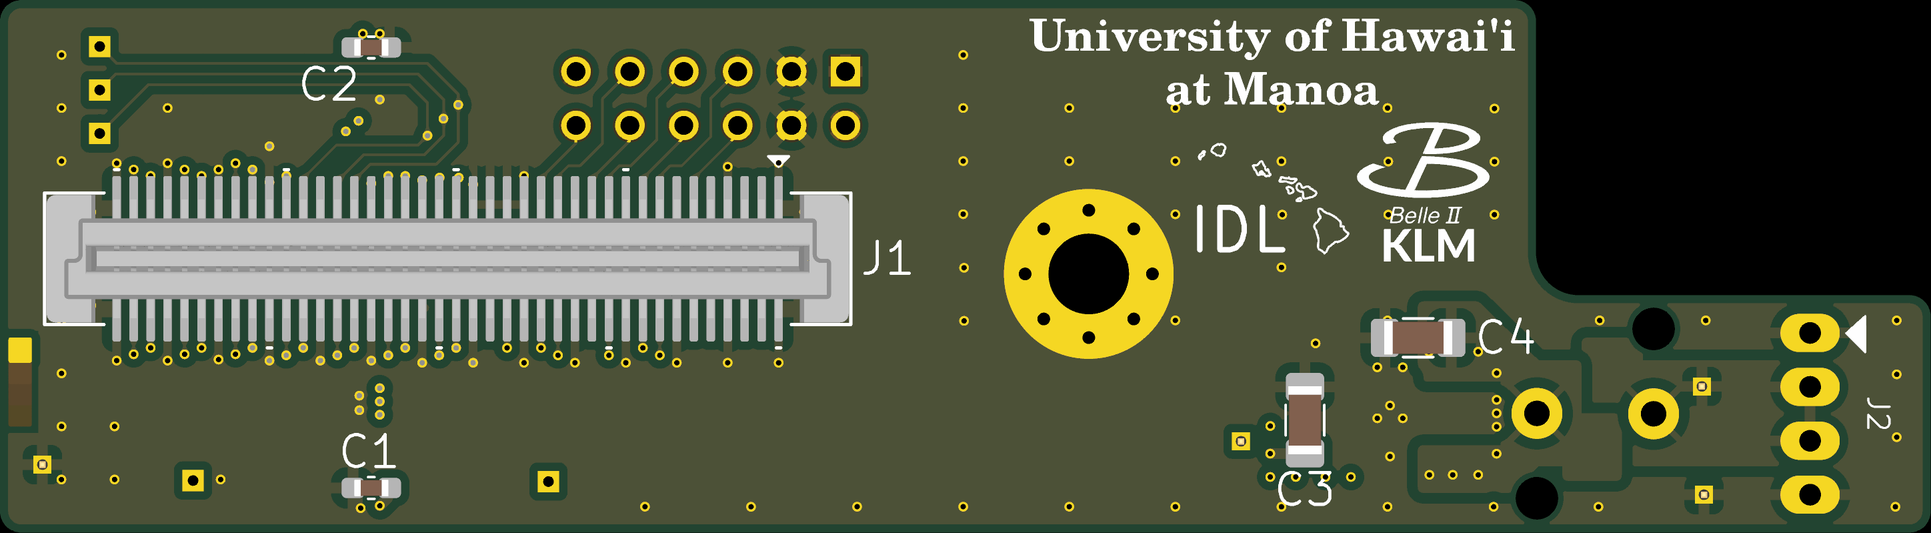 University of Hawai'i
at Manoa
C2
IDL
B
Belle II
KLM
J1
C4
J2
C1
C3